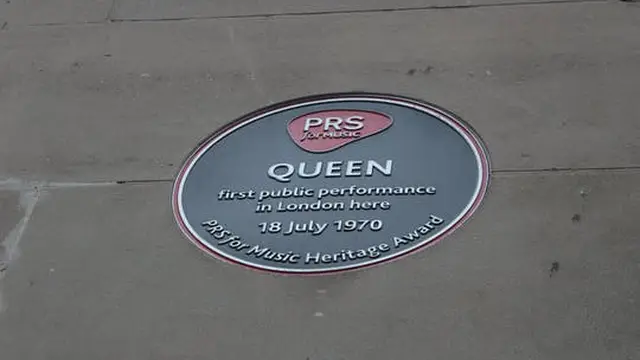 PRS
for MUSIC
QUEEN
first public performance
in London here
18 July 1970
PRS for Music Heritage Award